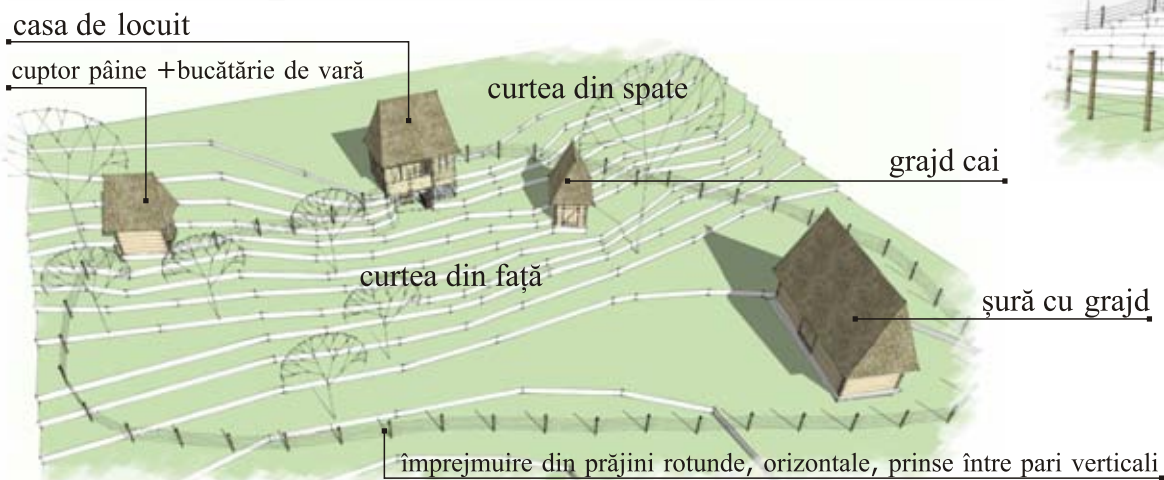 casa de locuit
cuptor pâine +bucătărie de vară
curtea din spate
grajd cai
curtea din față
șură cu grajd
împrejmuire din prăjini rotunde, orizontale, prinse între pari verticali